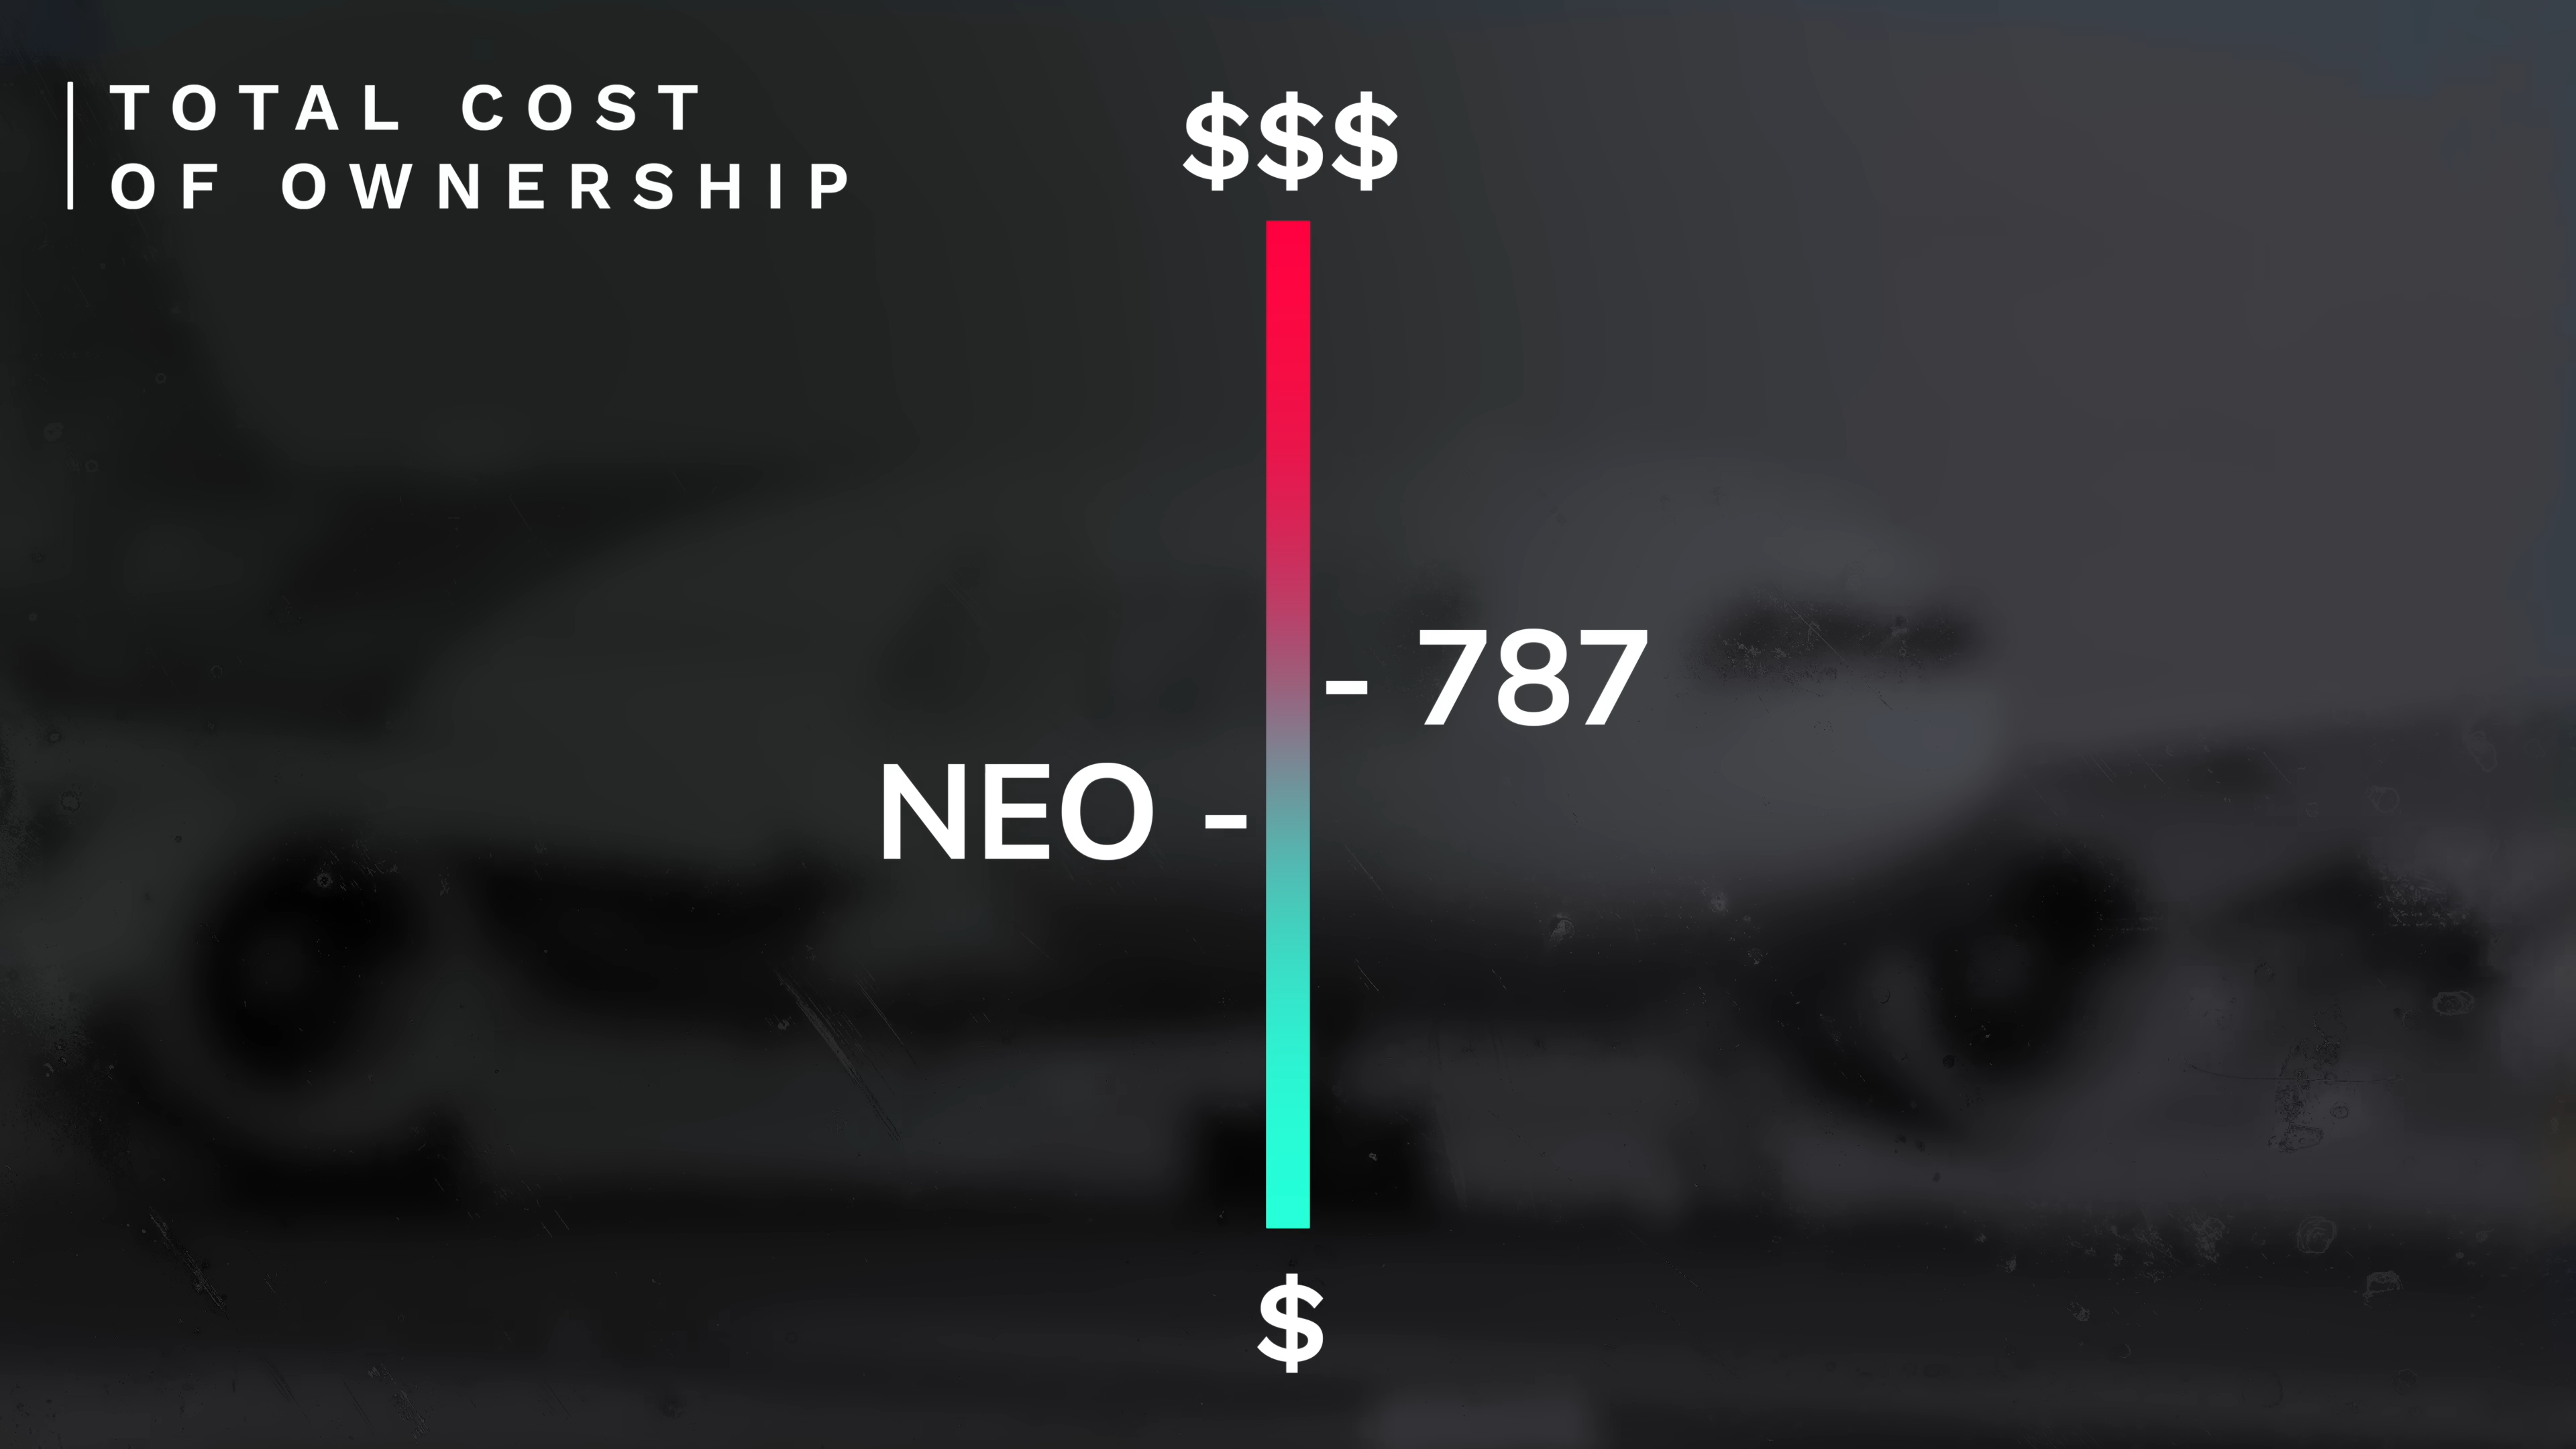 TOTAL COST
OF OWNERSHIP
$$$
- 787
NEO -
$